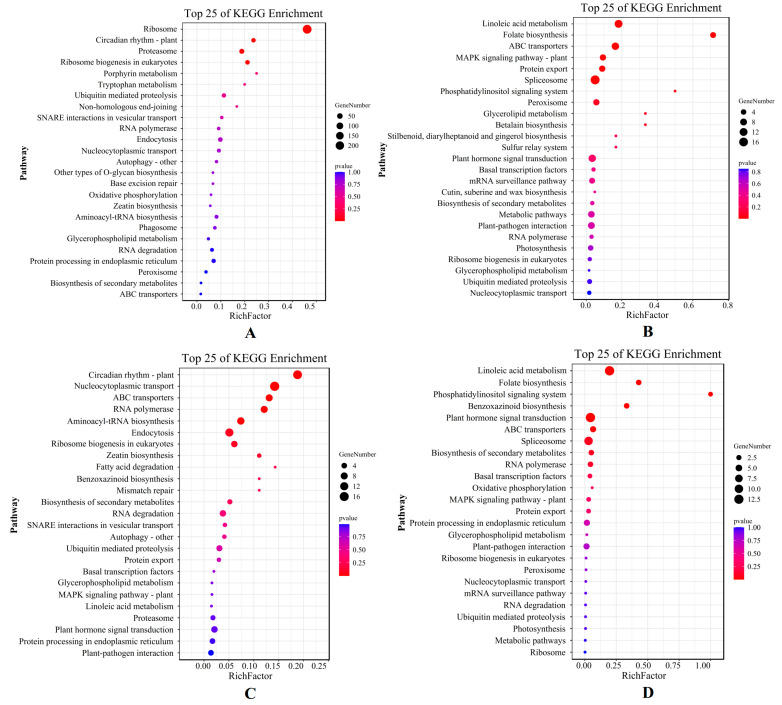 Top 25 of KEGG Enrichment
Ribosome
Circadian rhythm - plant
Proteasome
Ribosome biogenesis in eukaryotes
Porphyrin metabolism
Tryptophan metabolism
Ubiquitin mediated proteolysis
Non-homologous end-joining
SNARE interactions in vesicular transport
RNA polymerase
Endocytosis
Nucleocytoplasmic transport
Autophagy - other
Other types of O-glycan biosynthesis
Base excision repair
Oxidative phosphorylation
Zeatin biosynthesis
Aminoacyl-tRNA biosynthesis
Phagosome
Glycerophospholipid metabolism
RNA degradation
Protein processing in endoplasmic reticulum
Peroxisome
Biosynthesis of secondary metabolites
ABC transporters
Pathway
0.0 0.1 0.2 0.3 0.4 0.5
RichFactor
GeneNumber
50
100
150
200
pvalue
1.00
0.75
0.50
0.25
A
Top 25 of KEGG Enrichment
Linoleic acid metabolism
Folate biosynthesis
ABC transporters
MAPK signaling pathway - plant
Protein export
Spliceosome
Phosphatidylinositol signaling system
Peroxisome
Glycerolipid metabolism
Betalain biosynthesis
Stilbenoid, diarylheptanoid and gingerol biosynthesis
Sulfur relay system
Plant hormone signal transduction
Basal transcription factors
mRNA surveillance pathway
Cutin, suberine and wax biosynthesis
Biosynthesis of secondary metabolites
Metabolic pathways
Plant-pathogen interaction
RNA polymerase
Photosynthesis
Ribosome biogenesis in eukaryotes
Glycerophospholipid metabolism
Ubiquitin mediated proteolysis
Nucleocytoplasmic transport
Pathway
0.0 0.2 0.4 0.6 0.8
RichFactor
GeneNumber
4
8
12
16
pvalue
0.8
0.6
0.4
0.2
B
Top 25 of KEGG Enrichment
Circadian rhythm - plant
Nucleocytoplasmic transport
ABC transporters
RNA polymerase
Aminoacyl-tRNA biosynthesis
Endocytosis
Ribosome biogenesis in eukaryotes
Zeatin biosynthesis
Fatty acid degradation
Benzoxazinoid biosynthesis
Mismatch repair
Biosynthesis of secondary metabolites
RNA degradation
SNARE interactions in vesicular transport
Autophagy - other
Ubiquitin mediated proteolysis
Protein export
Basal transcription factors
Glycerophospholipid metabolism
MAPK signaling pathway - plant
Linoleic acid metabolism
Proteasome
Plant hormone signal transduction
Protein processing in endoplasmic reticulum
Plant-pathogen interaction
Pathway
0.00 0.05 0.10 0.15 0.20 0.25
RichFactor
GeneNumber
4
8
12
16
pvalue
0.75
0.50
0.25
C
Top 25 of KEGG Enrichment
Linoleic acid metabolism
Folate biosynthesis
Phosphatidylinositol signaling system
Benzoxazinoid biosynthesis
Plant hormone signal transduction
ABC transporters
Spliceosome
Biosynthesis of secondary metabolites
RNA polymerase
Basal transcription factors
Oxidative phosphorylation
MAPK signaling pathway - plant
Protein export
Protein processing in endoplasmic reticulum
Glycerophospholipid metabolism
Plant-pathogen interaction
Ribosome biogenesis in eukaryotes
Peroxisome
Nucleocytoplasmic transport
mRNA surveillance pathway
RNA degradation
Ubiquitin mediated proteolysis
Photosynthesis
Metabolic pathways
Ribosome
Pathway
0.00 0.25 0.50 0.75 1.00
RichFactor
GeneNumber
2.5
5.0
7.5
10.0
12.5
pvalue
1.00
0.75
0.50
0.25
D